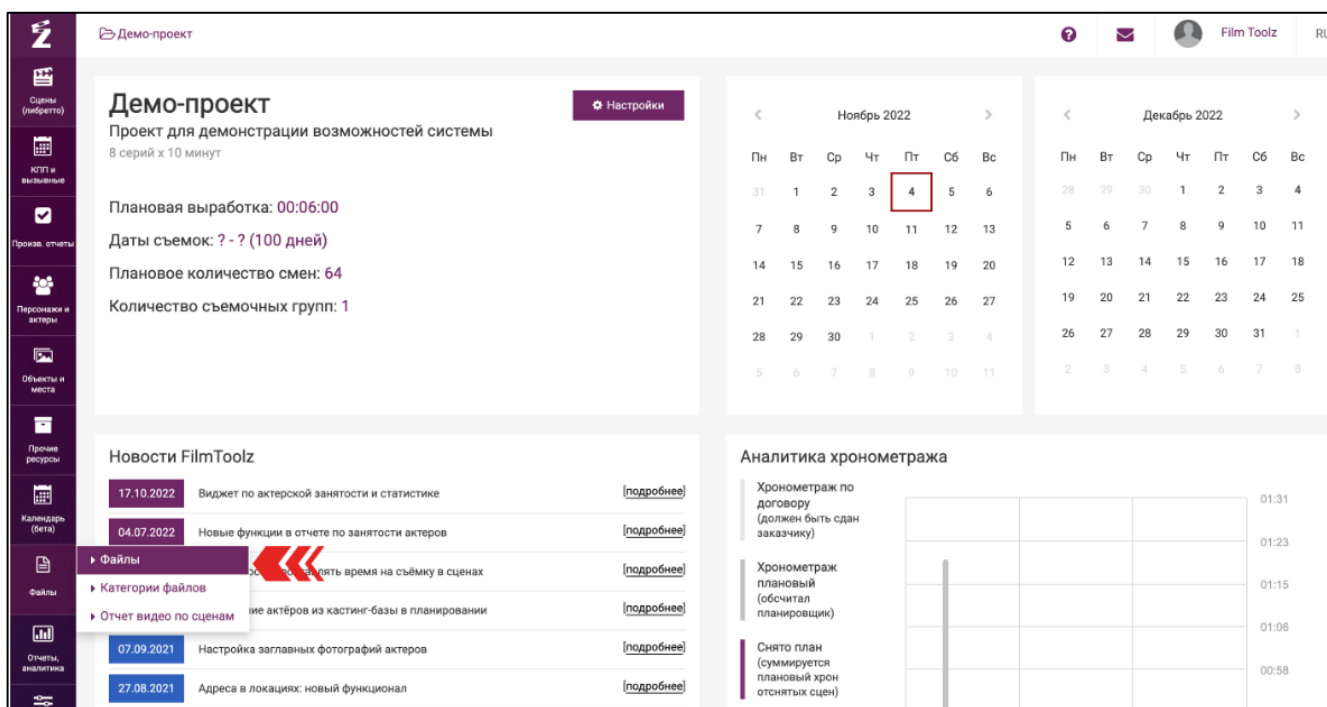 Демо-проект
Film Toolz
RU
Сцены
(либретто)
КПП и
вызывные
Произв. отчеты
Персонажи и
актеры
Объекты и
места
Прочие
ресурсы
Календарь
(бета)
Файлы
Отчеты,
аналитика
Демо-проект
Настройки
Проект для демонстрации возможностей системы
8 серий x 10 минут
Плановая выработка: 00:06:00
Даты съемок: ? - ? (100 дней)
Плановое количество смен: 64
Количество съемочных групп: 1
Ноябрь 2022
Пн Вт Ср Чт Пт Сб Вс
31 1 2 3 4 5 6
7 8 9 10 11 12 13
14 15 16 17 18 19 20
21 22 23 24 25 26 27
28 29 30 1 2 3 4
5 6 7 8 9 10 11
Декабрь 2022
Пн Вт Ср Чт Пт Сб Вс
28 29 30 1 2 3 4
5 6 7 8 9 10 11
12 13 14 15 16 17 18
19 20 21 22 23 24 25
26 27 28 29 30 31 1
2 3 4 5 6 7 8
Новости FilmToolz
17.10.2022 Виджет по актерской занятости и статистике [подробнее]
04.07.2022 Новые функции в отчете по занятости актеров [подробнее]
Файлы
время на съёмку в сценах [подробнее]
Категории файлов
актёров из кастинг-базы в планировании [подробнее]
Отчет видео по сценам
07.09.2021 Настройка заглавных фотографий актеров [подробнее]
27.08.2021 Адреса в локациях: новый функционал [подробнее]
Аналитика хронометража
Хронометраж по
договору
(должен быть сдан
заказчику)
Хронометраж
плановый
(обсчитал
планировщик)
Снято план
(суммируется
плановый хрон
отснятых сцен)
01:31
01:23
01:15
01:06
00:58